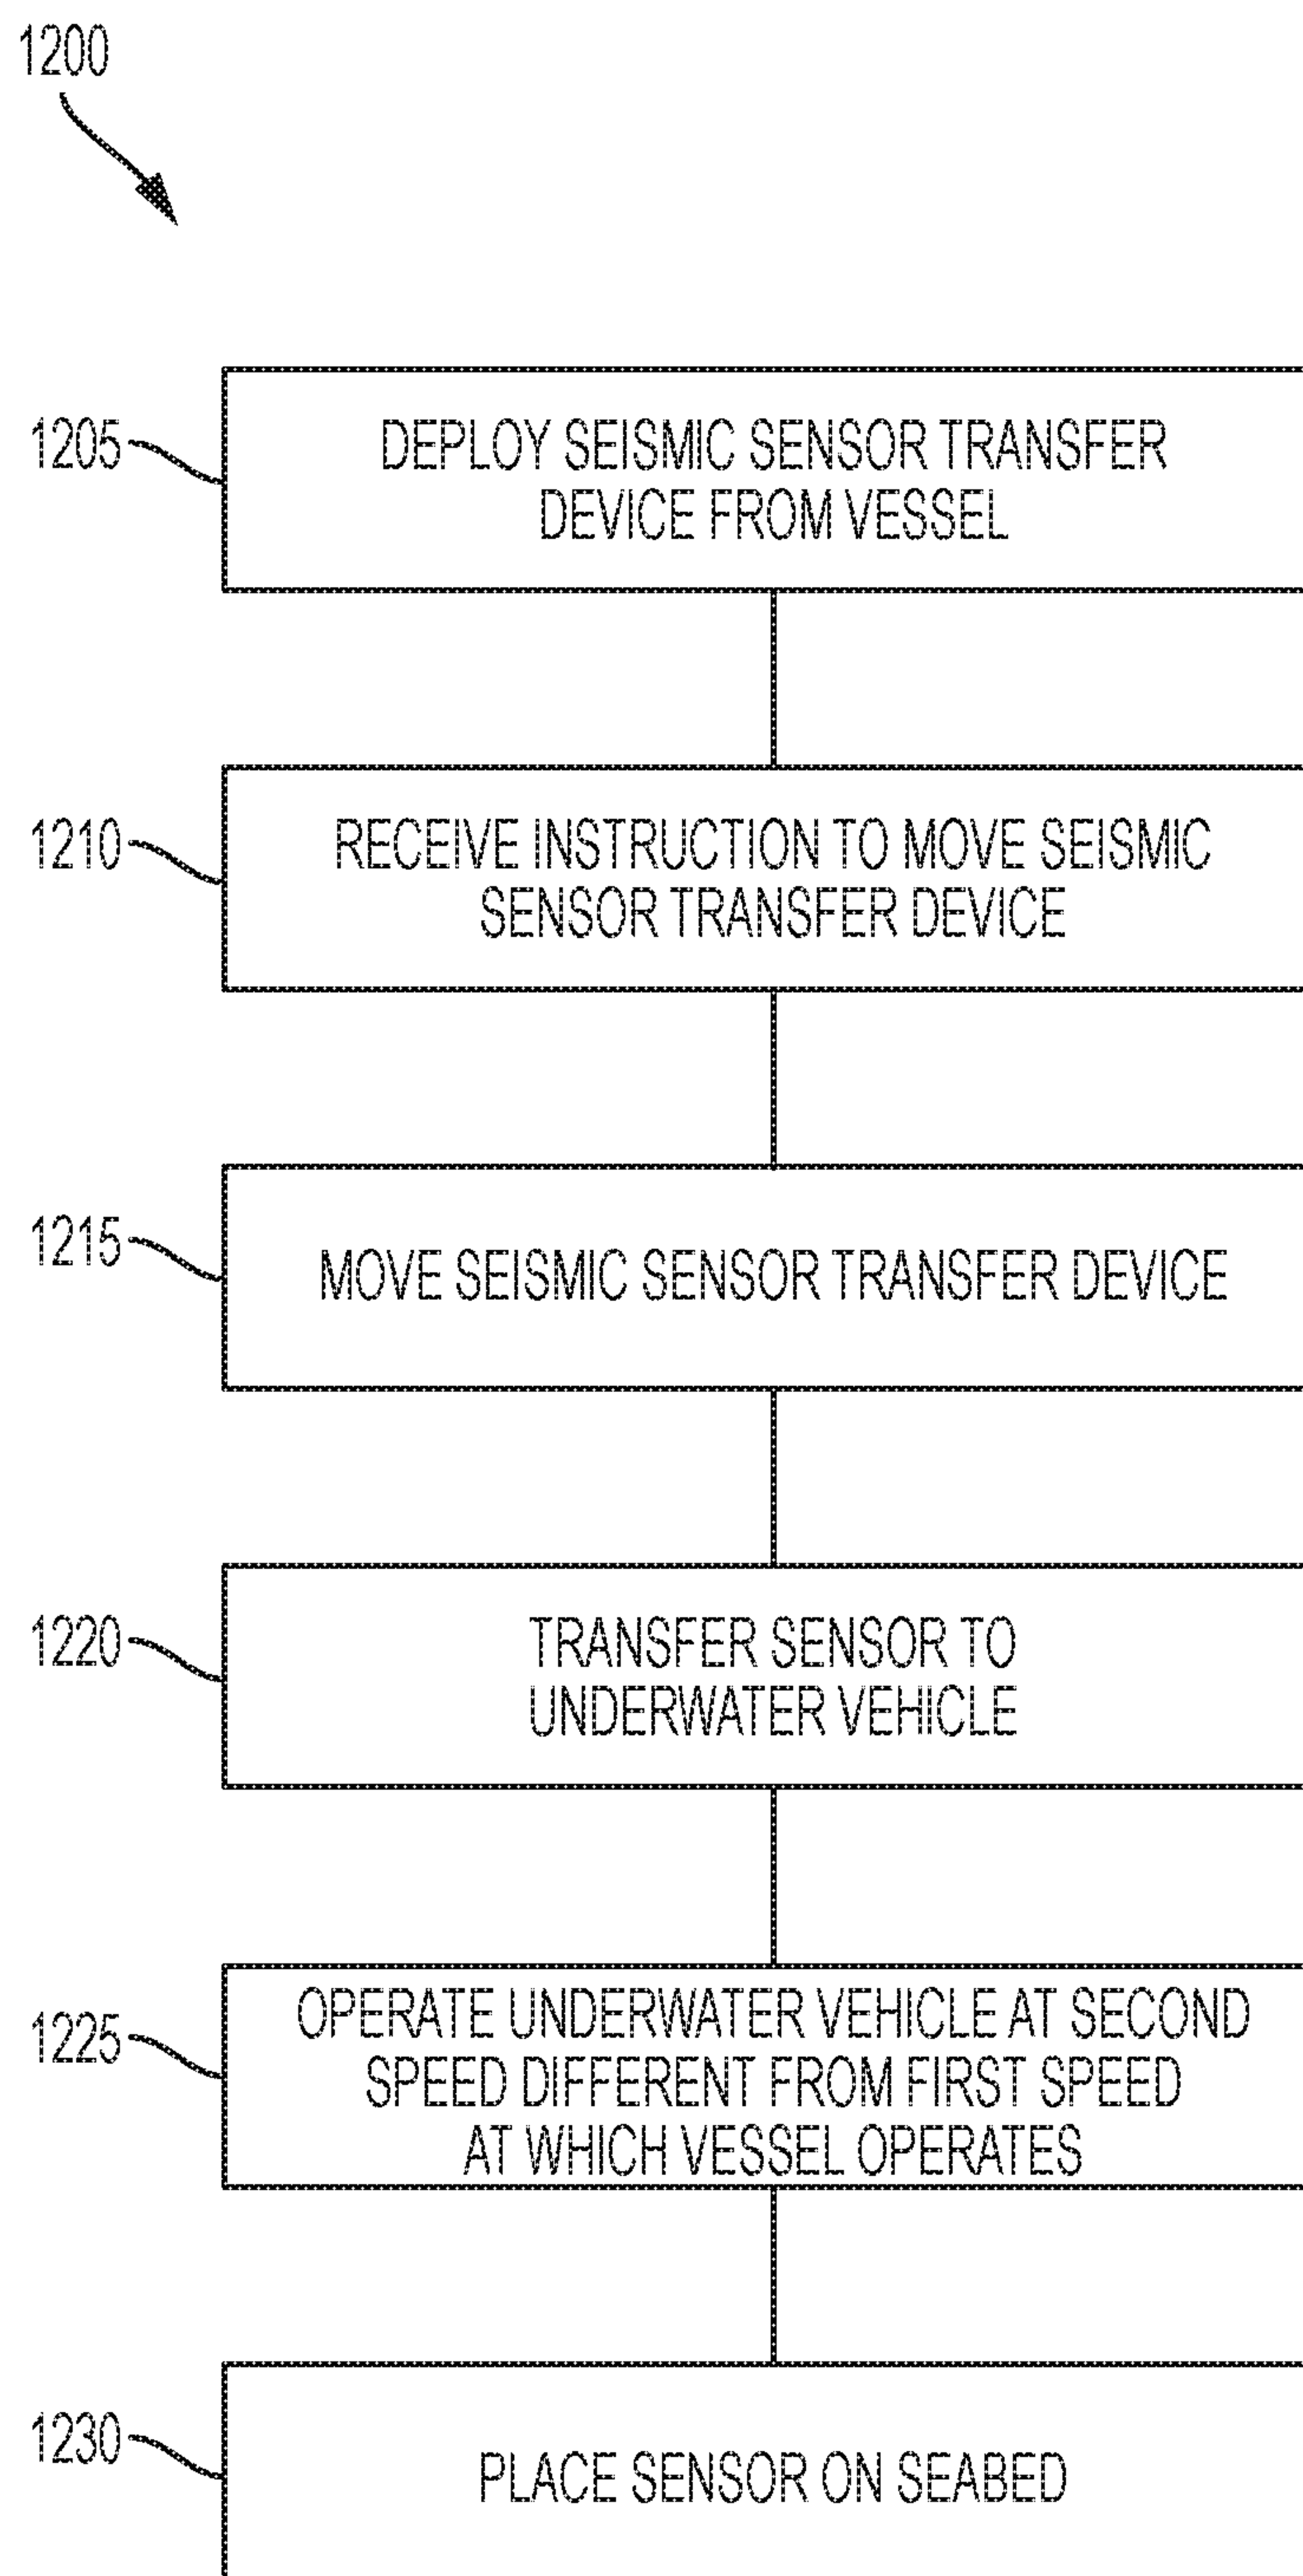 1200
1205
DEPLOY SEISMIC SENSOR TRANSFER
DEVICE FROM VESSEL
1210
RECEIVE INSTRUCTION TO MOVE SEISMIC
SENSOR TRANSFER DEVICE
1215
MOVE SEISMIC SENSOR TRANSFER DEVICE
1220
TRANSFER SENSOR TO
UNDERWATER VEHICLE
1225
OPERATE UNDERWATER VEHICLE AT SECOND
SPEED DIFFERENT FROM FIRST SPEED
AT WHICH VESSEL OPERATES
1230
PLACE SENSOR ON SEABED